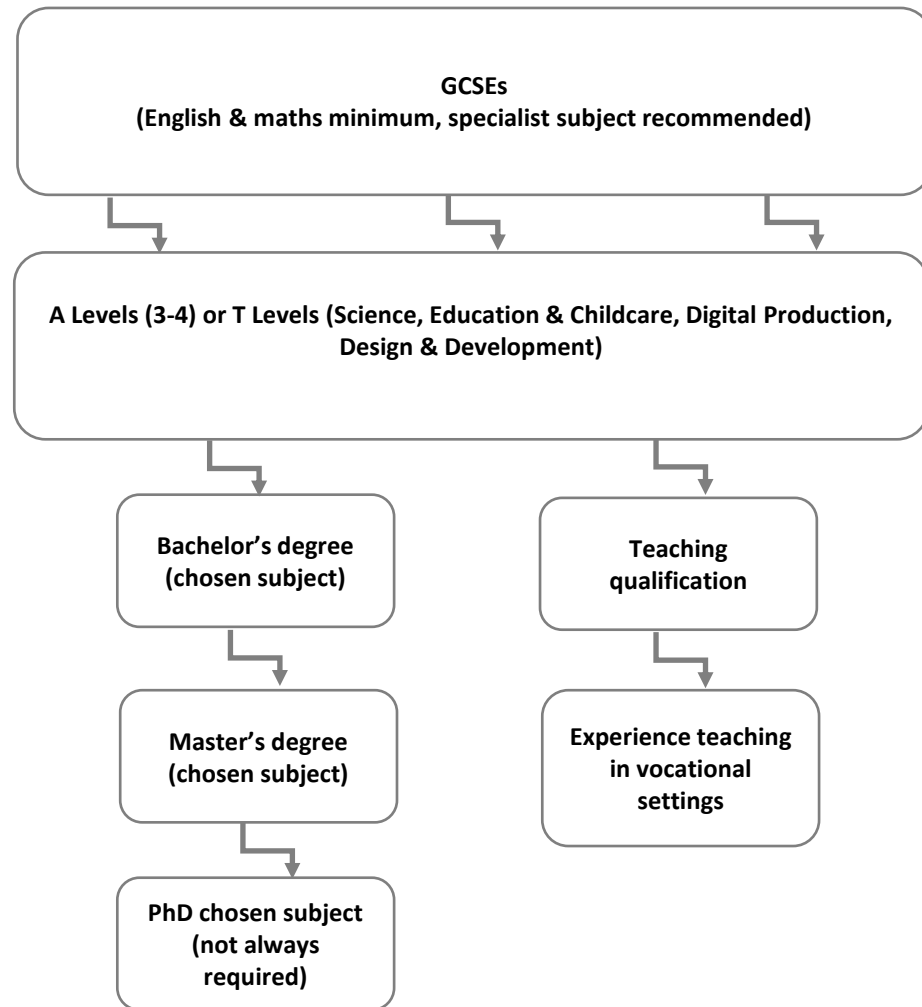 GCSEs
(English & maths minimum, specialist subject recommended)
A Levels (3-4) or T Levels (Science, Education & Childcare, Digital Production,
Design & Development)
Bachelor’s degree
(chosen subject)
Teaching
qualification
Master’s degree
(chosen subject)
Experience teaching
in vocational
settings
PhD chosen subject
(not always
required)